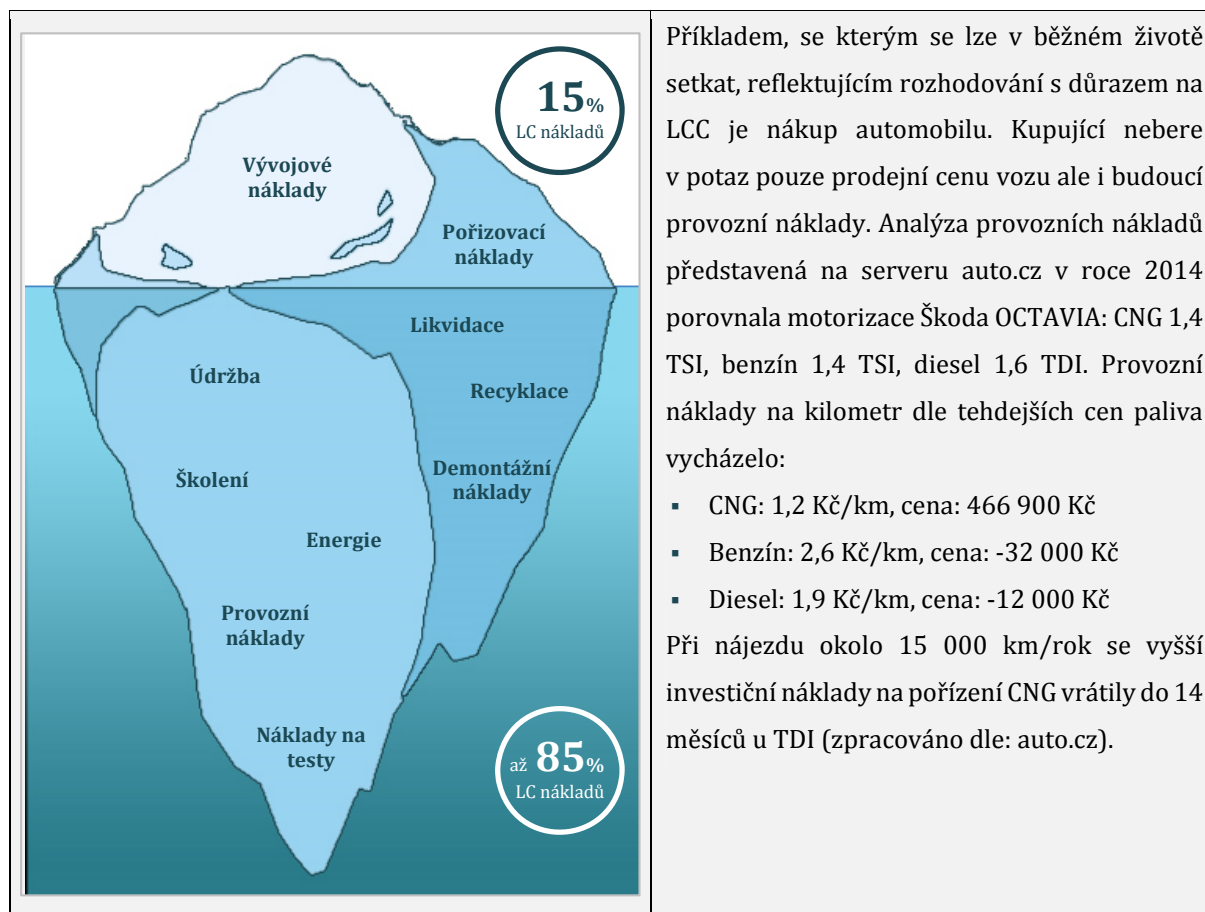 15%
LC nákladů
Vývojové
náklady
Pořizovací
náklady
Likvidace
Údržba
Recyklace
Školení
Demontážní
náklady
Energie
Provozní
náklady
Náklady na
testy
až 85%
LC nákladů
Příkladem, se kterým se lze v běžném životě
setkat, reflektujícím rozhodování s důrazem na
LCC je nákup automobilu. Kupující nebere
v potaz pouze prodejní cenu vozu ale i budoucí
provozní náklady. Analýza provozních nákladů
představená na serveru auto.cz v roce 2014
porovnala motorizace Škoda OCTAVIA: CNG 1,4
TSI, benzín 1,4 TSI, diesel 1,6 TDI. Provozní
náklady na kilometr dle tehdejších cen paliva
vycházelo:
▪ CNG: 1,2 Kč/km, cena: 466 900 Kč
▪ Benzín: 2,6 Kč/km, cena: -32 000 Kč
▪ Diesel: 1,9 Kč/km, cena: -12 000 Kč
Při nájezdu okolo 15 000 km/rok se vyšší
investiční náklady na pořízení CNG vrátily do 14
měsíců u TDI (zpracováno dle: auto.cz).